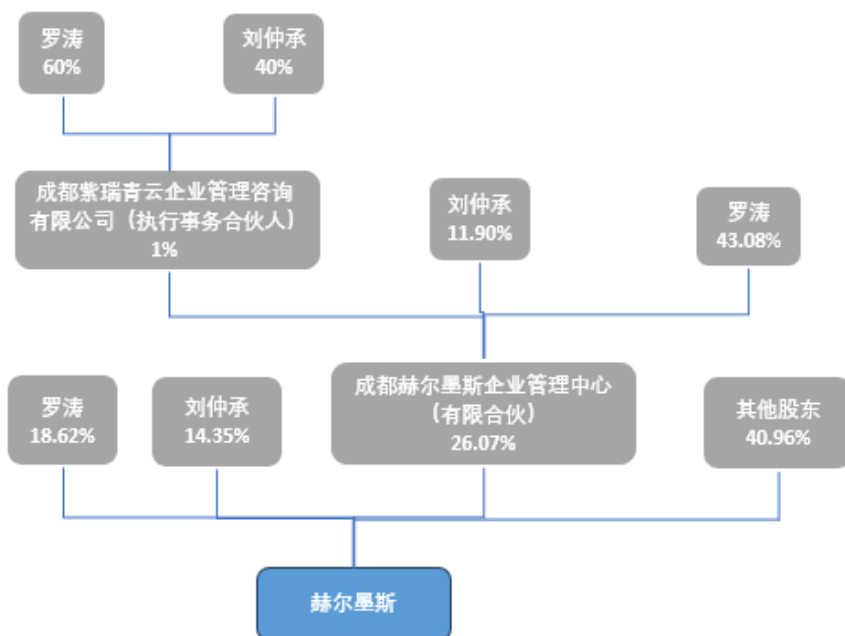 罗涛
60%
刘仲承
40%
成都紫瑞青云企业管理咨询
有限公司（执行事务合伙人）
1%
刘仲承
11.90%
罗涛
43.08%
罗涛
18.62%
刘仲承
14.35%
成都赫尔墨斯企业管理中心
（有限合伙）
26.07%
其他股东
40.96%
赫尔墨斯